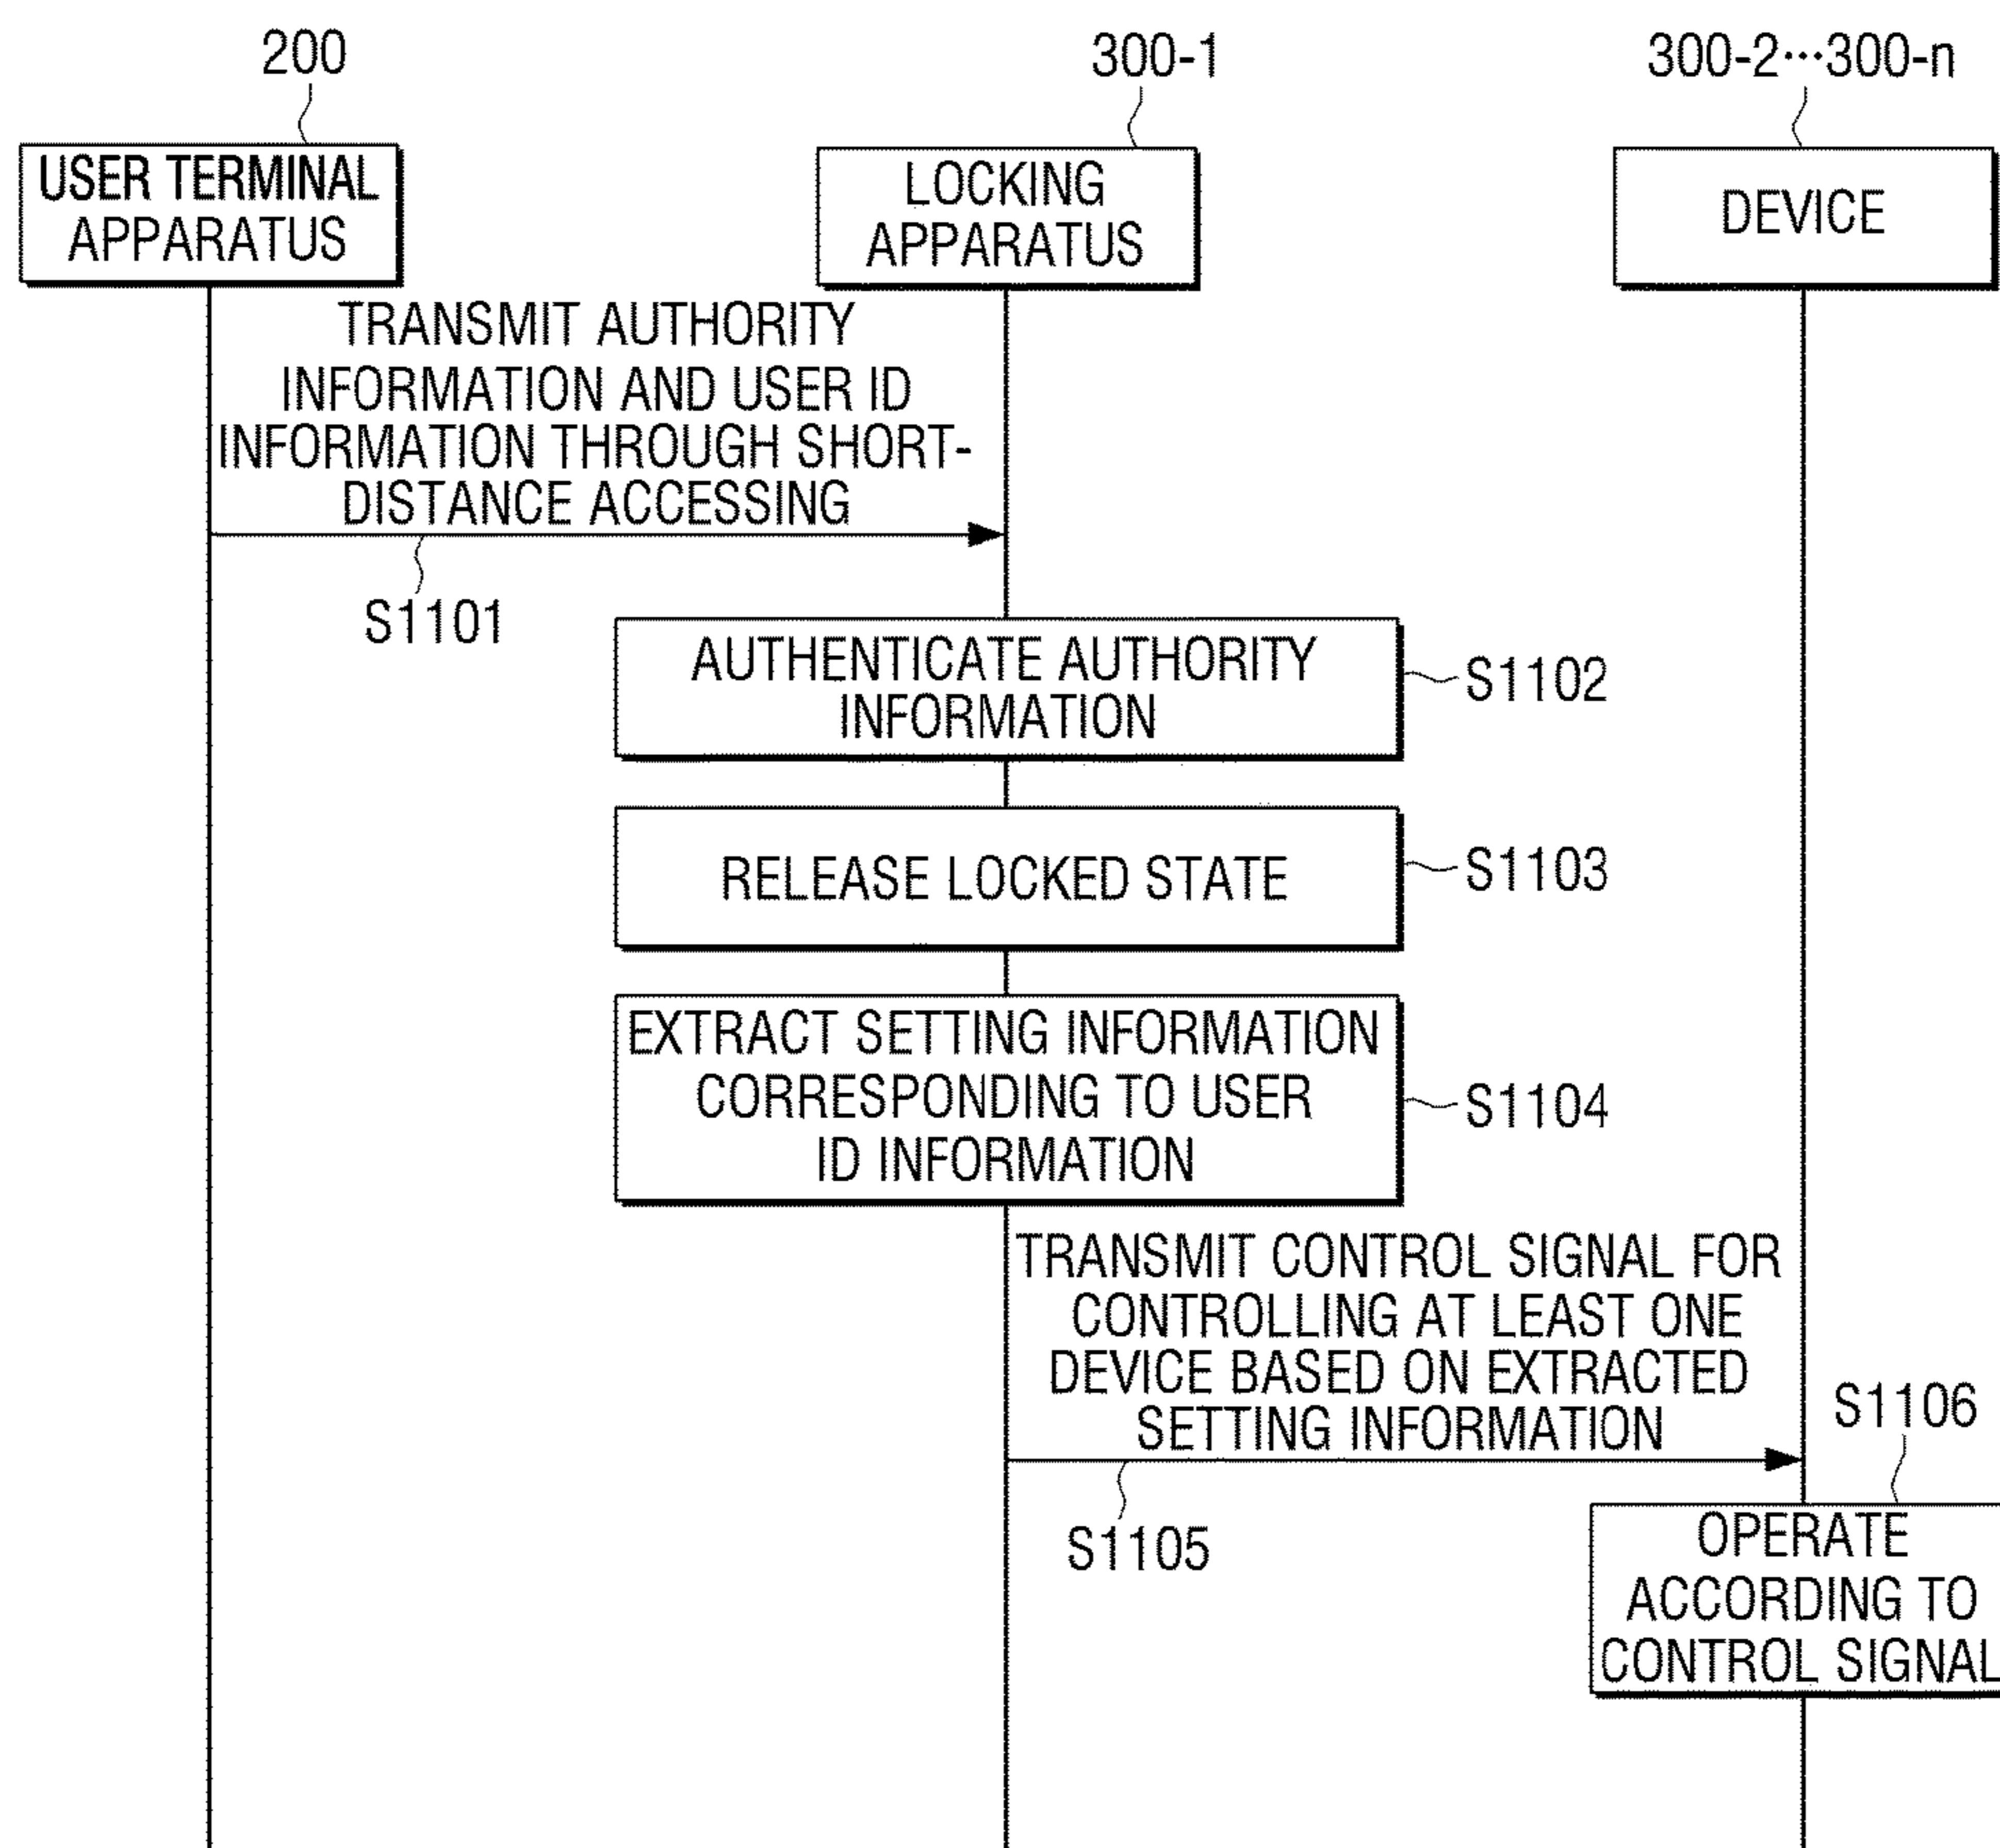 200
300-1
300-2···300-n
USER TERMINAL
APPARATUS
LOCKING
APPARATUS
DEVICE
TRANSMIT AUTHORITY
INFORMATION AND USER ID
INFORMATION THROUGH SHORT-
DISTANCE ACCESSING
S1101
AUTHENTICATE AUTHORITY
INFORMATION
S1102
RELEASE LOCKED STATE
S1103
EXTRACT SETTING INFORMATION
CORRESPONDING TO USER
ID INFORMATION
S1104
TRANSMIT CONTROL SIGNAL FOR
CONTROLLING AT LEAST ONE
DEVICE BASED ON EXTRACTED
SETTING INFORMATION
S1105
S1106
OPERATE
ACCORDING TO
CONTROL SIGNAL